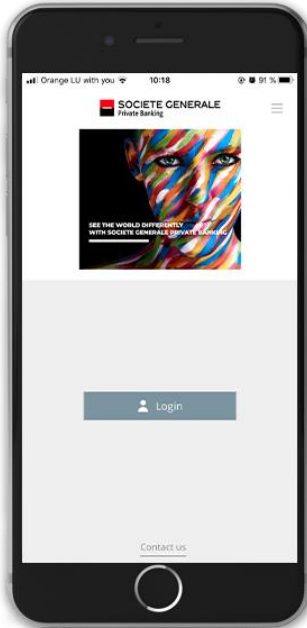 Orange LU with you 10:18 91 %
SOCIETE GENERALE
Private Banking
SEE THE WORLD DIFFERENTLY
WITH SOCIETE GENERALE PRIVATE BANKING
Login
Contact us